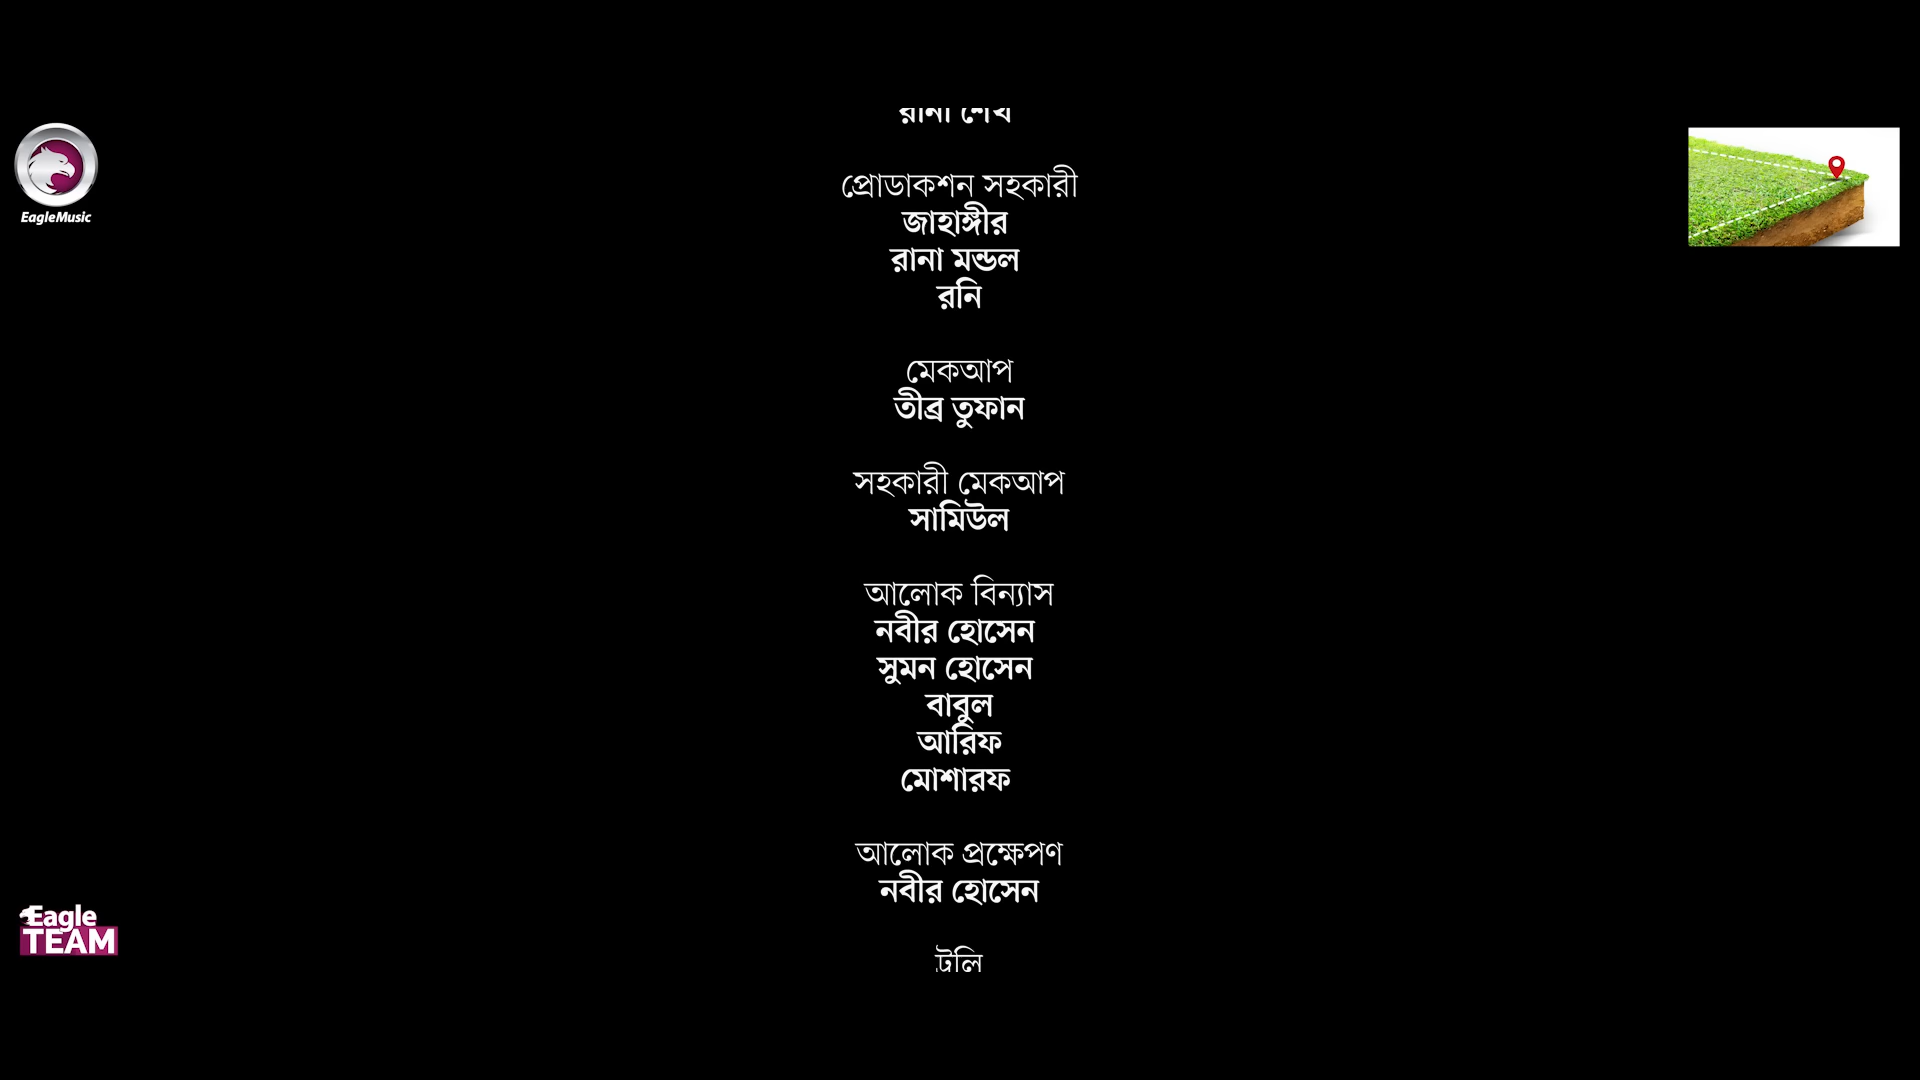 রানা শেখ
EagleMusic
প্রোডাকশন সহকারী
জাহাঙ্গীর
রানা মন্ডল
রনি
মেকআপ
তীব্র তুফান
সহকারী মেকআপ
সামিউল
আলোক বিন্যাস
নবীর হোসেন
সুমন হোসেন
বাবুল
আরিফ
মোশারফ
আলোক প্রক্ষেপণ
নবীর হোসেন
Eagle
TEAM
ট্রলি